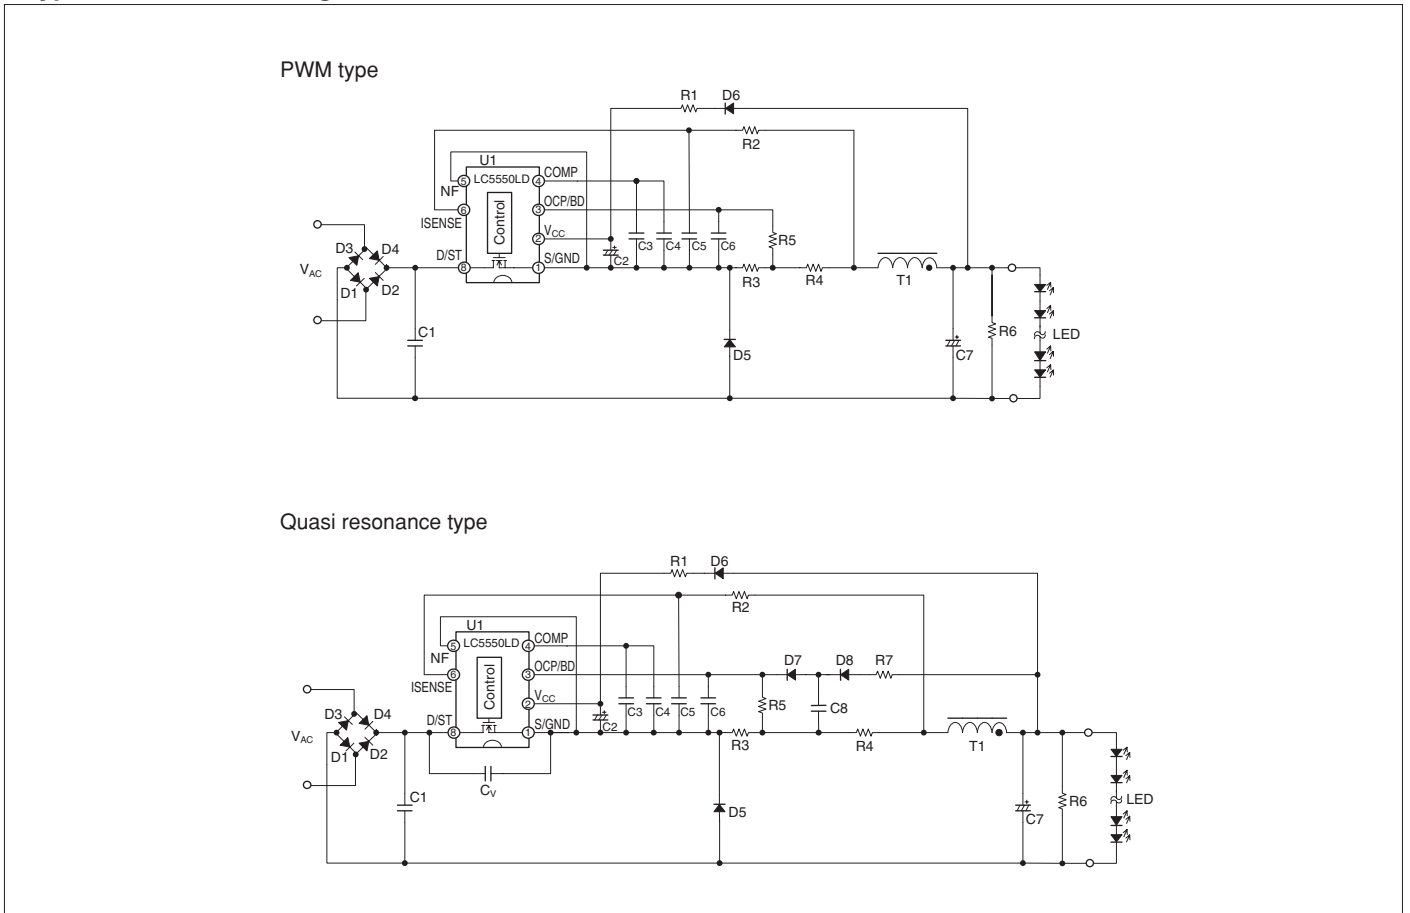 PWM type
R1 D6
R2
U1
LC5550LD
NF
5
4
COMP
6
ISENSE
3
OCP/BD
Control
2
VCC
D/ST
8
1
S/GND
C2
C3
C4
C5
C6
R5
R3
R4
T1
D3
D4
VAC
D1
D2
C1
D5
C7
R6
LED
Quasi resonance type
R1 D6
R2
U1
LC5550LD
NF
5
4
COMP
6
ISENSE
3
OCP/BD
D7
D8
R7
Control
2
VCC
D/ST
8
1
S/GND
C2
C3
C4
C5
C6
R5
C8
R3
R4
T1
D3
D4
VAC
D1
D2
CV
C1
D5
C7
R6
LED